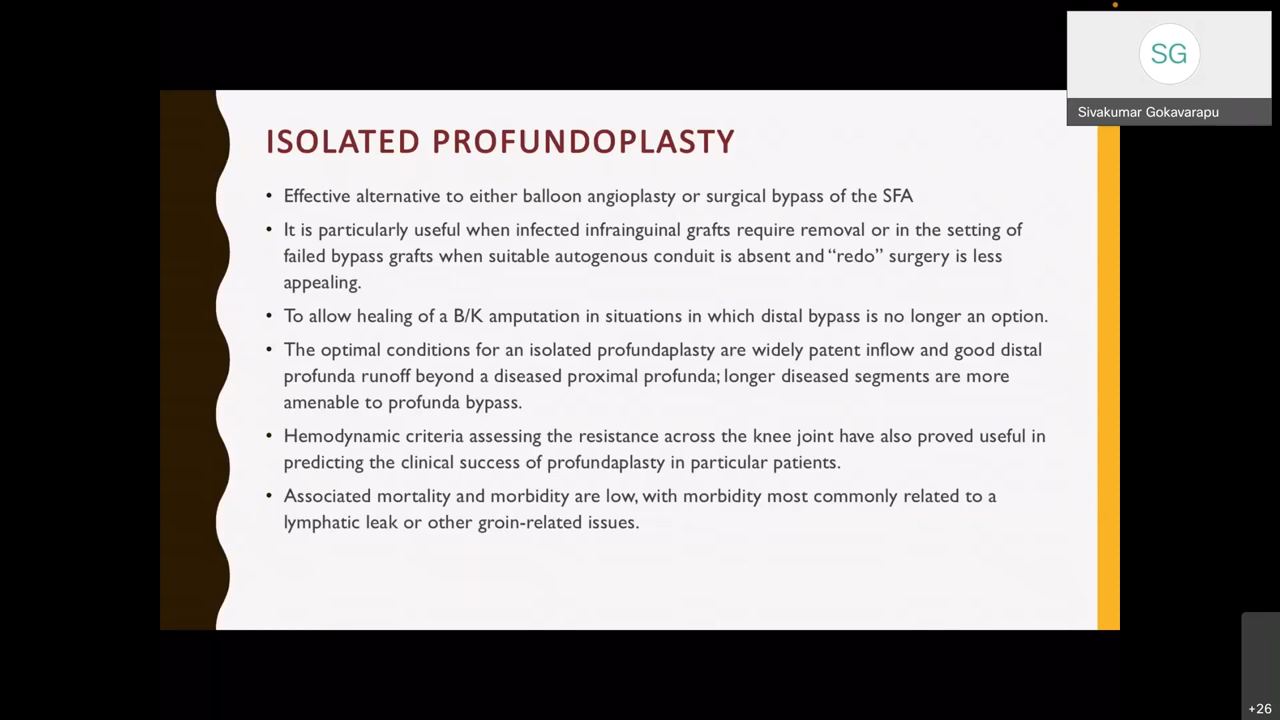 SG
Sivakumar Gokavarapu
ISOLATED PROFUNDOPLASTY
• Effective alternative to either balloon angioplasty or surgical bypass of the SFA
• It is particularly useful when infected infrainguinal grafts require removal or in the setting of
failed bypass grafts when suitable autogenous conduit is absent and “redo” surgery is less
appealing.
• To allow healing of a B/K amputation in situations in which distal bypass is no longer an option.
• The optimal conditions for an isolated profundaplasty are widely patent inflow and good distal
profunda runoff beyond a diseased proximal profunda; longer diseased segments are more
amenable to profunda bypass.
• Hemodynamic criteria assessing the resistance across the knee joint have also proved useful in
predicting the clinical success of profundaplasty in particular patients.
• Associated mortality and morbidity are low, with morbidity most commonly related to a
lymphatic leak or other groin-related issues.
+26